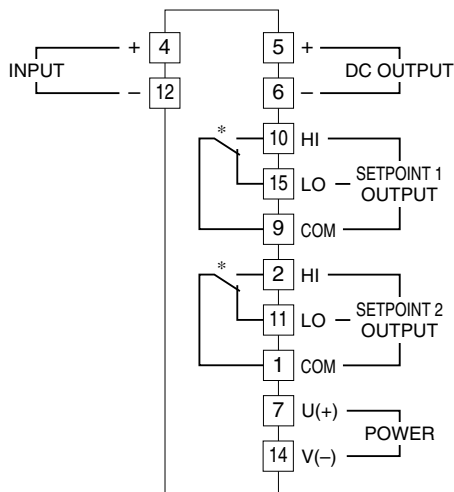 INPUT
+ 4
– 12
5 +
6 –
DC OUTPUT
* 10 HI
15 LO
9 COM
SETPOINT 1
OUTPUT
* 2 HI
11 LO
1 COM
SETPOINT 2
OUTPUT
7 U(+)
14 V(–)
POWER